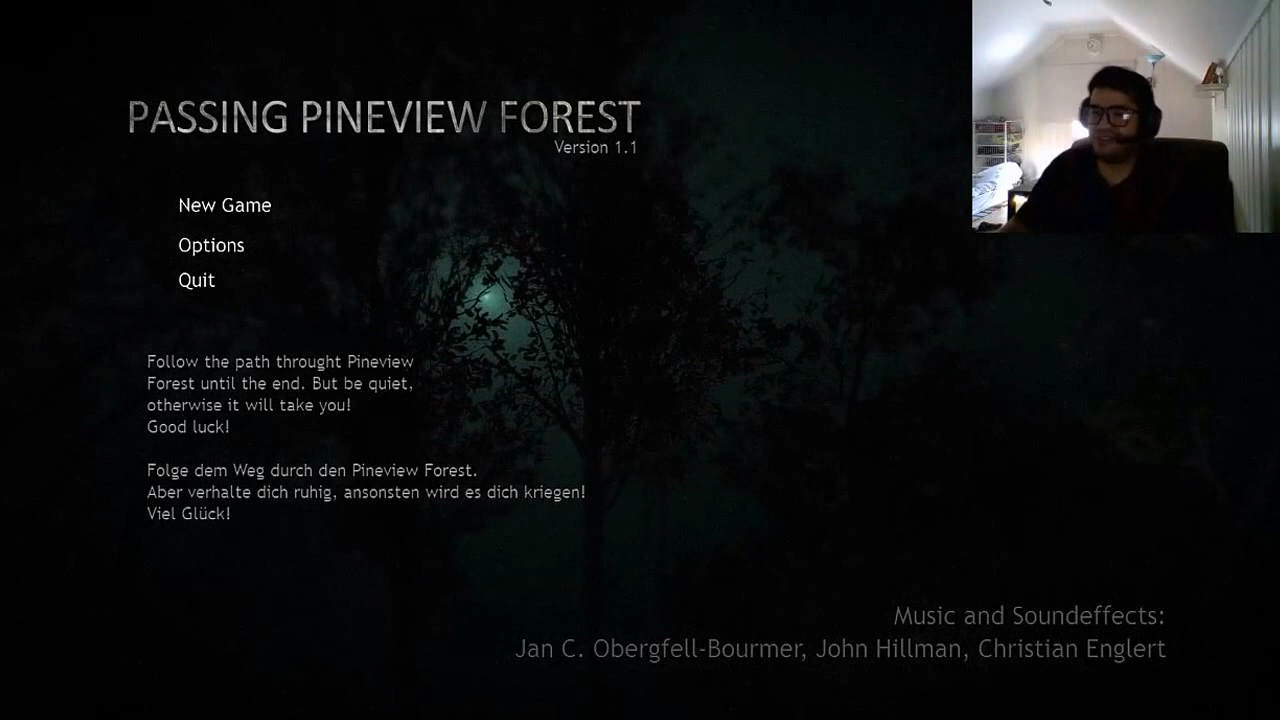 PASSING PINEVIEW FOREST
Version 1.1
New Game
Options
Quit
Follow the path throught Pineview
Forest until the end. But be quiet,
otherwise it will take you!
Good luck!
Folge dem Weg durch den Pineview Forest.
Aber verhalte dich ruhig, ansonsten wird es dich kriegen!
Viel Glück!
Music and Soundeffects:
Jan C. Obergfell-Bourmer, John Hillman, Christian Englert